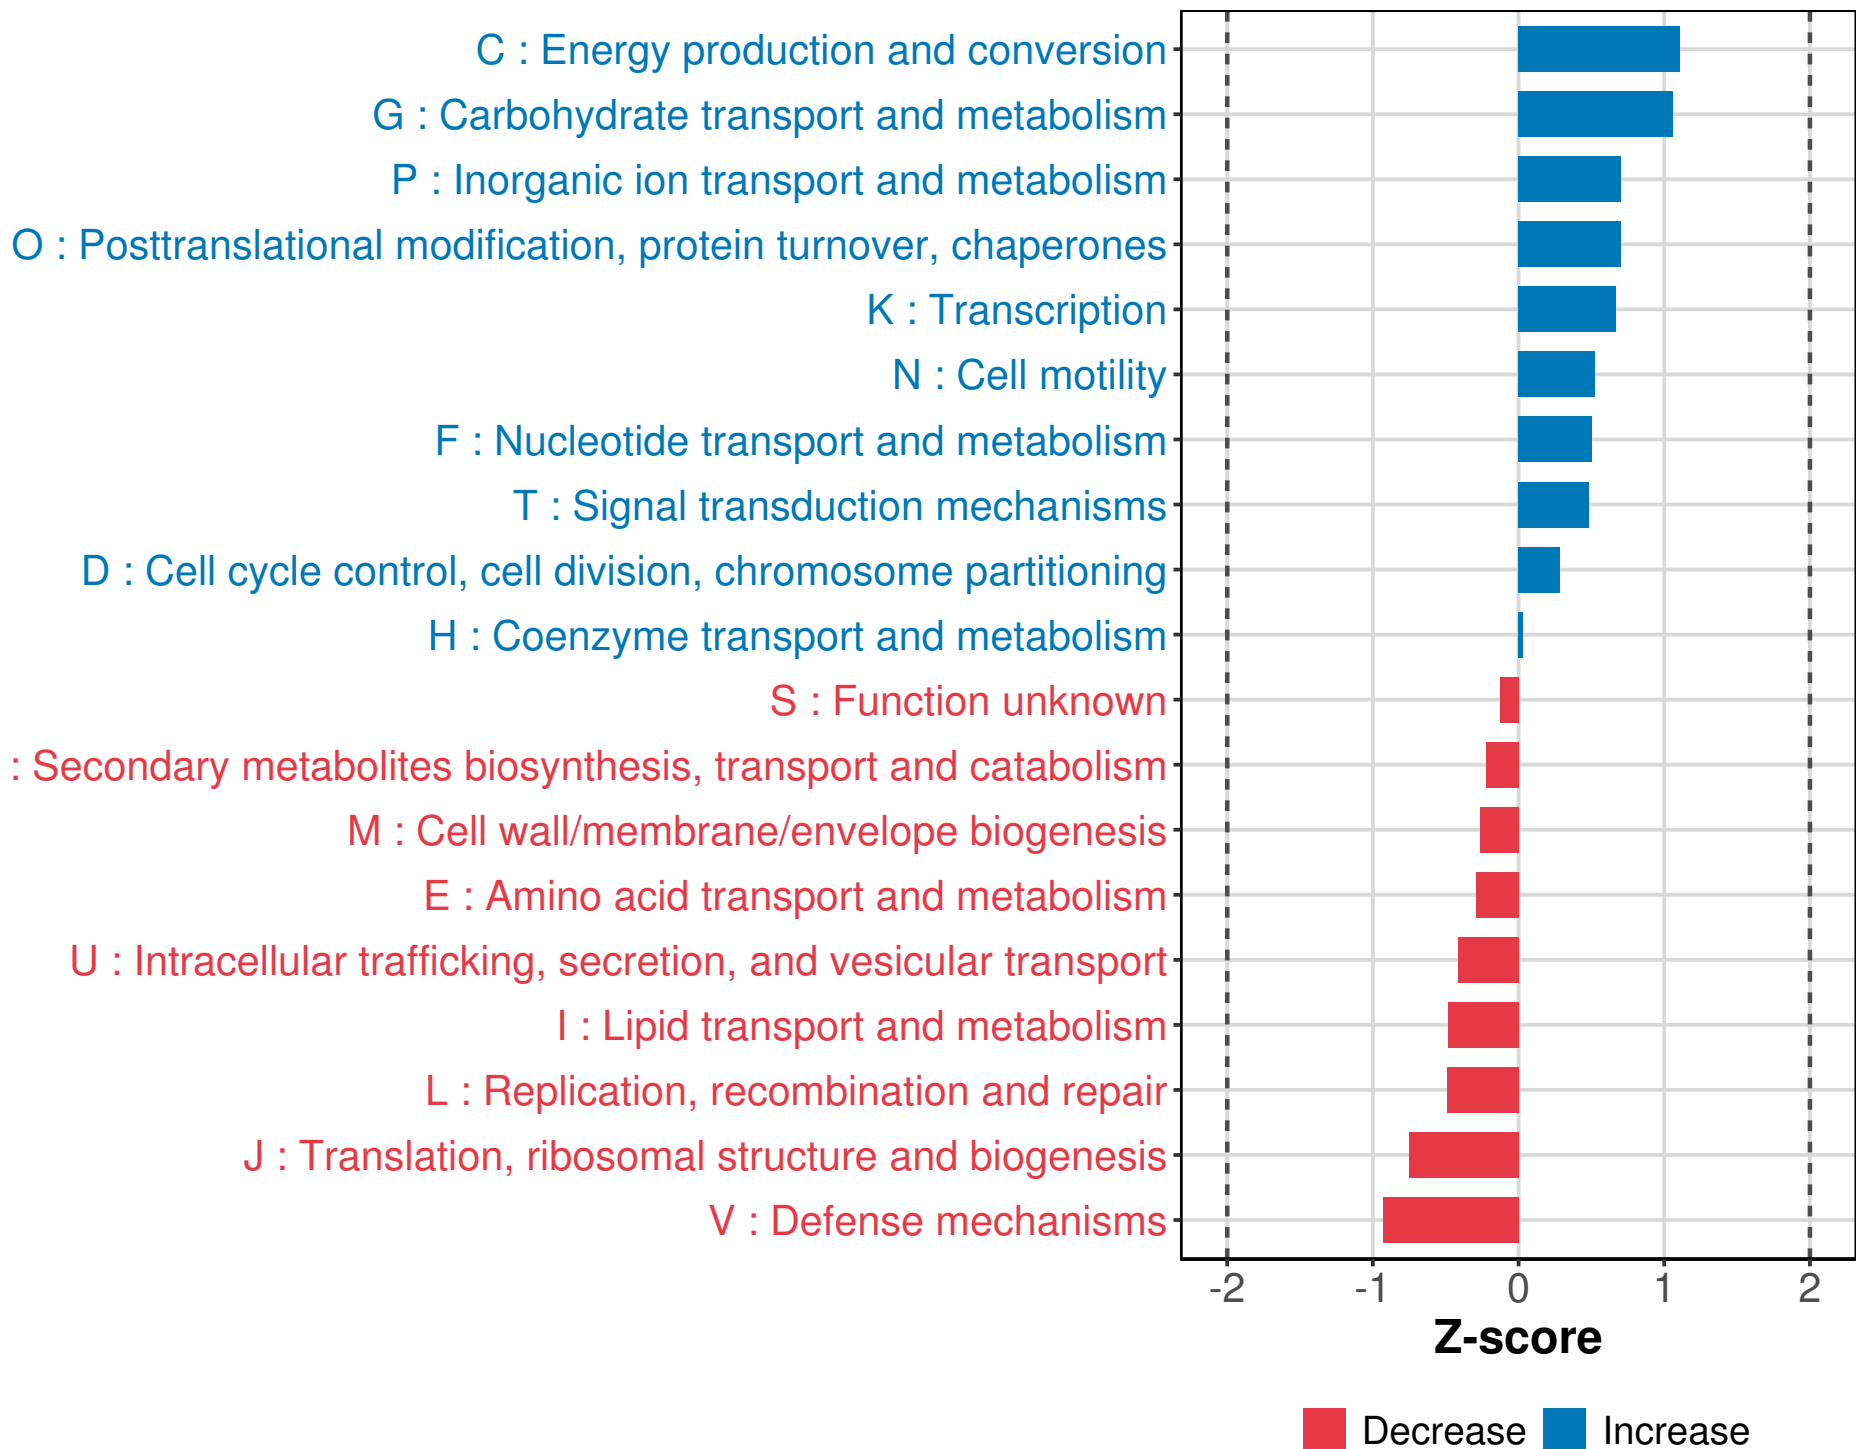 C : Energy production and conversion
G : Carbohydrate transport and metabolism
P : Inorganic ion transport and metabolism
O : Posttranslational modification, protein turnover, chaperones
K : Transcription
N : Cell motility
F : Nucleotide transport and metabolism
T : Signal transduction mechanisms
D : Cell cycle control, cell division, chromosome partitioning
H : Coenzyme transport and metabolism
S : Function unknown
: Secondary metabolites biosynthesis, transport and catabolism
M : Cell wall/membrane/envelope biogenesis
E : Amino acid transport and metabolism
U : Intracellular trafficking, secretion, and vesicular transport
I : Lipid transport and metabolism
L : Replication, recombination and repair
J : Translation, ribosomal structure and biogenesis
V : Defense mechanisms
-2 -1 0 1 2
Z-score
Decrease Increase